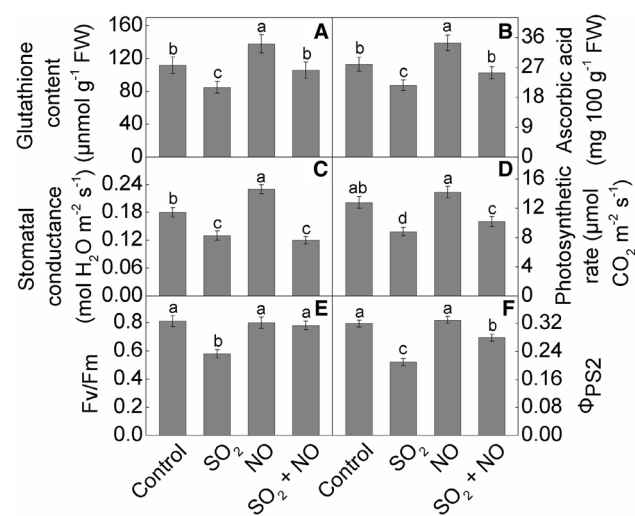 Glutathione
content
(µnmol g⁻¹ FW)
160
120
80
40
0
A
b
c
a
b
B
b
c
a
b
36
27
18
9
0
Ascorbic acid
(mg 100 g⁻¹ FW)
Stomatal
conductance
(mol H₂O m⁻² s⁻¹)
0.24
0.18
0.12
0.06
0.00
C
b
c
a
c
D
ab
d
a
c
16
12
8
4
0
Photosynthetic
rate (µmol
CO₂ m⁻² s⁻¹)
Fv/Fm
0.8
0.6
0.4
0.2
0.0
E
a
b
a
a
F
a
c
a
b
0.32
0.24
0.16
0.08
0.00
ΦPS2
Control
SO₂
NO
SO₂ + NO
Control
SO₂
NO
SO₂ + NO